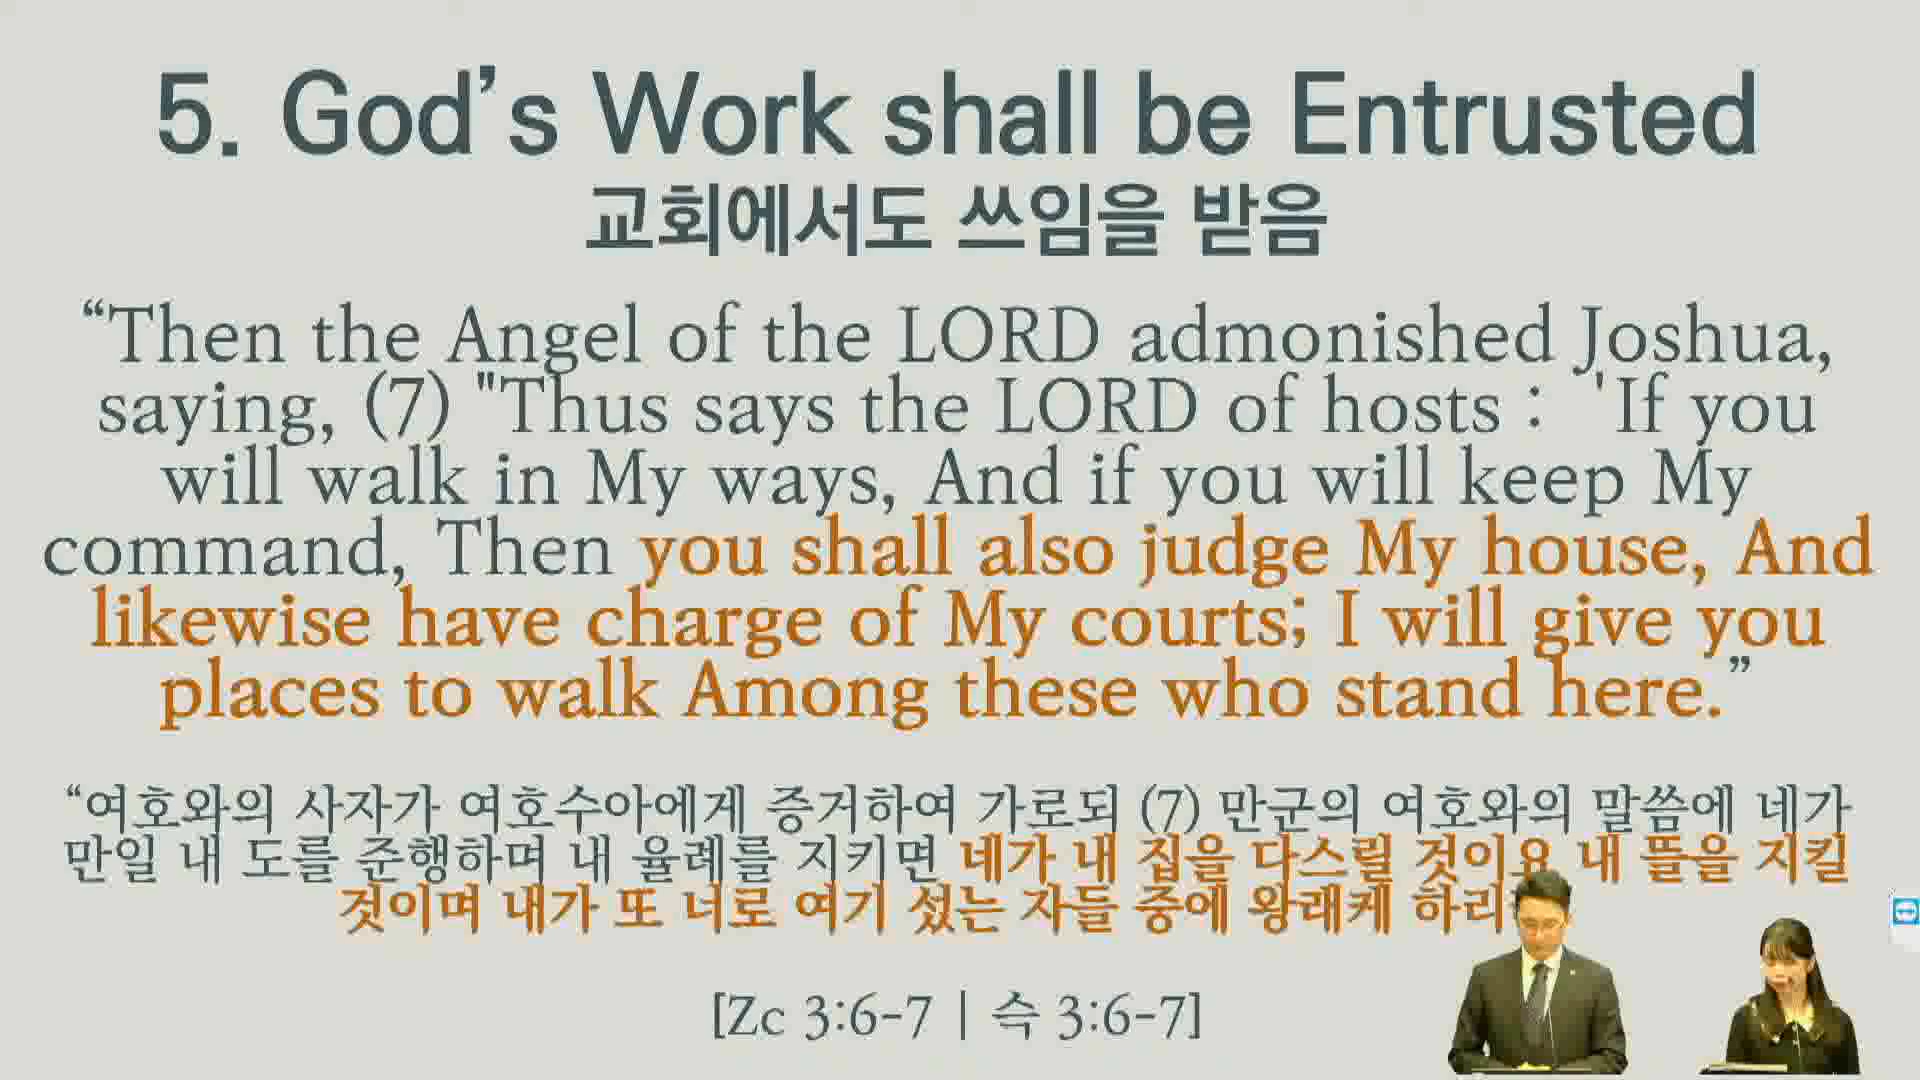 5. God’s Work shall be Entrusted
교회에서도 쓰임을 받음
“Then the Angel of the LORD admonished Joshua,
saying, (7) "Thus says the LORD of hosts : 'If you
will walk in My ways, And if you will keep My
command, Then you shall also judge My house, And
likewise have charge of My courts; I will give you
places to walk Among these who stand here.”
“여호와의 사자가 여호수아에게 증거하여 가로되 (7) 만군의 여호와의 말씀에 네가
만일 내 도를 준행하며 내 율례를 지키면 네가 내 집을 다스릴 것이요 내 뜰을 지킬
것이며 내가 또 너로 여기 섰는 자들 중에 왕래케 하리
[Zc 3:6-7 | 슥 3:6-7]